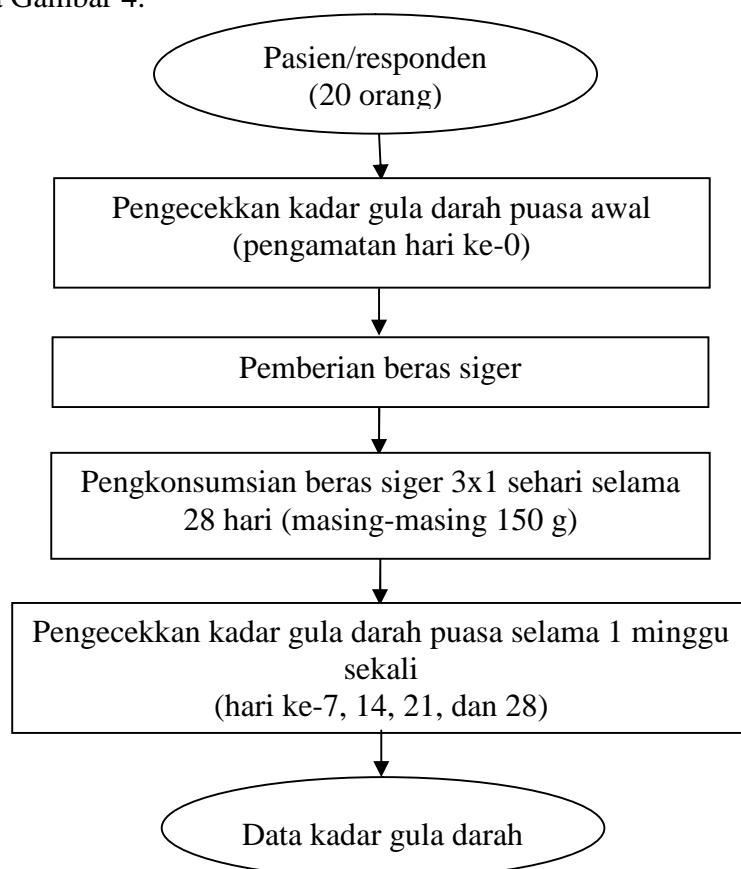 Gambar 4.
Pasien/responden
(20 orang)
Pengecekkan kadar gula darah puasa awal
(pengamatan hari ke-0)
Pemberian beras siger
Pengkonsumsian beras siger 3x1 sehari selama
28 hari (masing-masing 150 g)
Pengecekkan kadar gula darah puasa selama 1 minggu
sekali
(hari ke-7, 14, 21, dan 28)
Data kadar gula darah